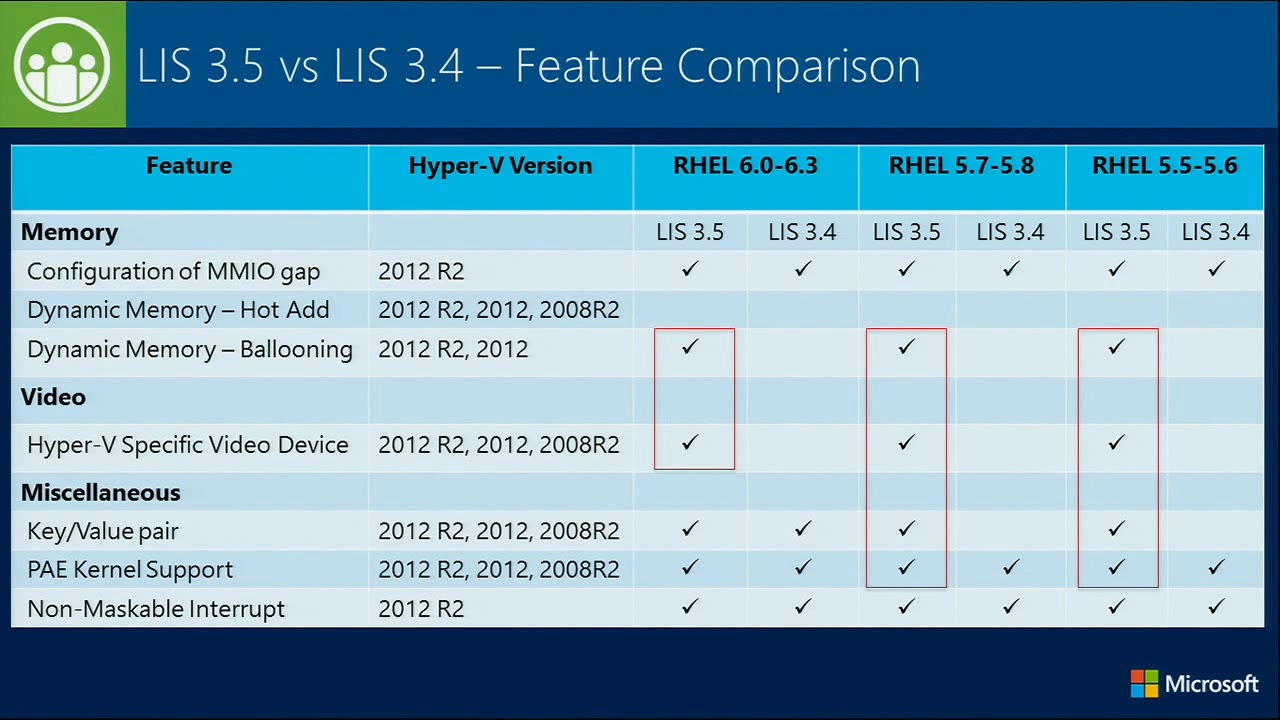 LIS 3.5 vs LIS 3.4 – Feature Comparison
Feature Hyper-V Version RHEL 6.0-6.3 RHEL 5.7-5.8 RHEL 5.5-5.6
Memory LIS 3.5 LIS 3.4 LIS 3.5 LIS 3.4 LIS 3.5 LIS 3.4
Configuration of MMIO gap 2012 R2 ✓ ✓ ✓ ✓ ✓ ✓
Dynamic Memory – Hot Add 2012 R2, 2012, 2008R2
Dynamic Memory – Ballooning 2012 R2, 2012 ✓ ✓ ✓
Video
Hyper-V Specific Video Device 2012 R2, 2012, 2008R2 ✓ ✓ ✓
Miscellaneous
Key/Value pair 2012 R2, 2012, 2008R2 ✓ ✓ ✓ ✓
PAE Kernel Support 2012 R2, 2012, 2008R2 ✓ ✓ ✓ ✓ ✓ ✓
Non-Maskable Interrupt 2012 R2 ✓ ✓ ✓ ✓ ✓ ✓
Microsoft